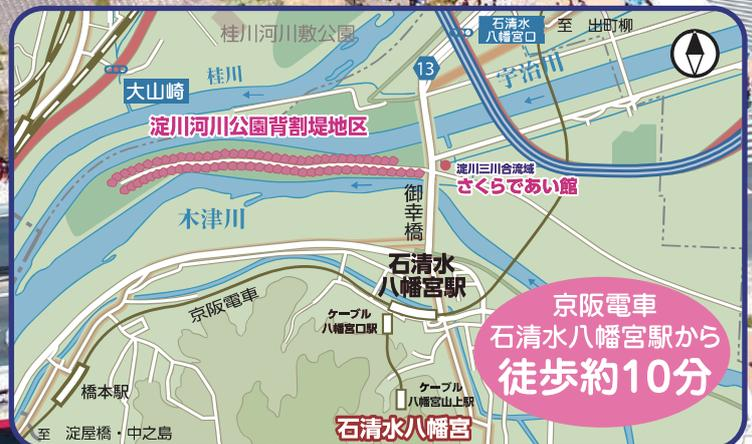 桂川河川敷公園
石清水
八幡宮口
至 出町柳
13
桂川
宇治川
大山崎
淀川河川公園背割堤地区
淀川三川合流域
さくらであい館
御幸橋
木津川
石清水
八幡宮駅
京阪電車
ケーブル
八幡宮口駅
京阪電車
石清水八幡宮駅から
徒歩約10分
橋本駅
ケーブル
八幡宮山上駅
石清水八幡宮
至 淀屋橋・中之島